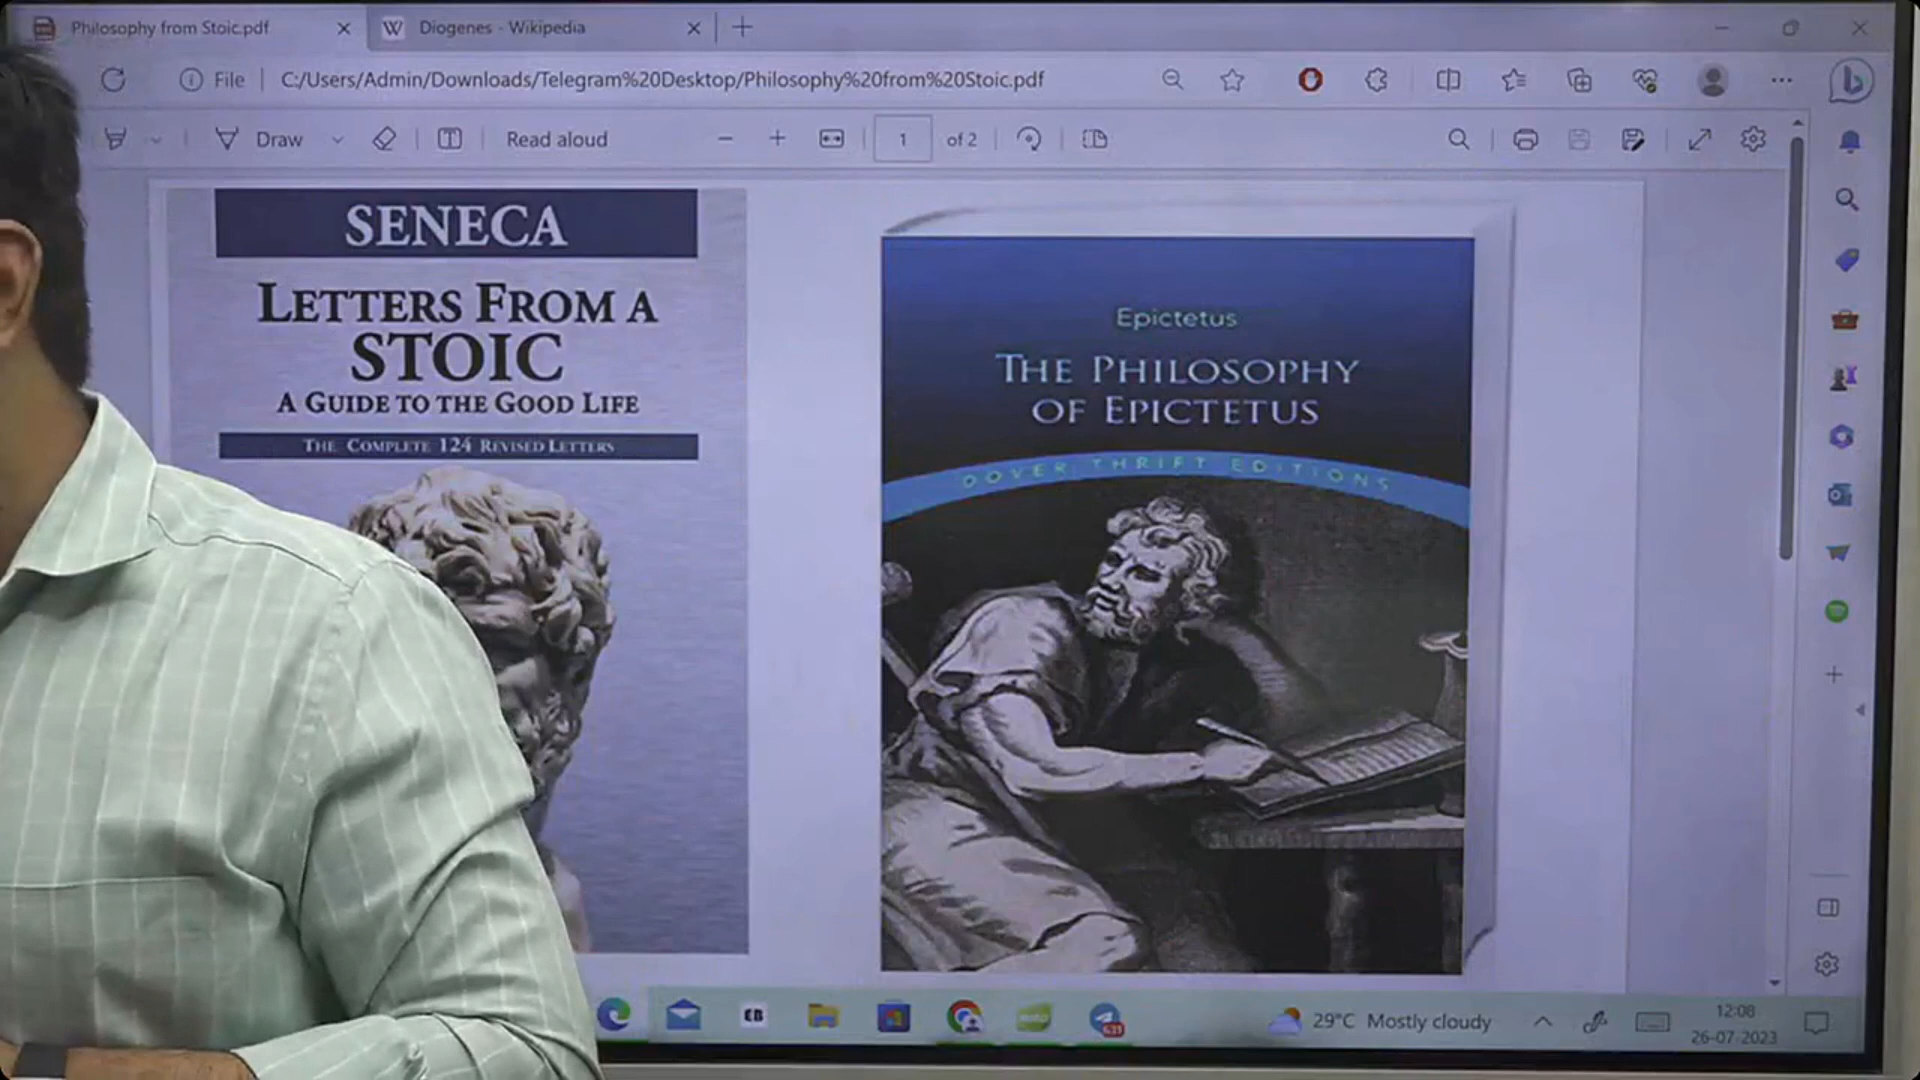 Philosophy from Stoic.pdf
Diogenes - Wikipedia
File
C:/Users/Admin/Downloads/Telegram%20Desktop/Philosophy%20from%20Stoic.pdf
Draw
Read aloud
1 of 2
SENECA
LETTERS FROM A
STOIC
A GUIDE TO THE GOOD LIFE
THE COMPLETE 124 REVISED LETTERS
Epictetus
THE PHILOSOPHY
OF EPICTETUS
DOVER THRIFT EDITIONS
EB
631
29°C Mostly cloudy
12:08
26-07-2023